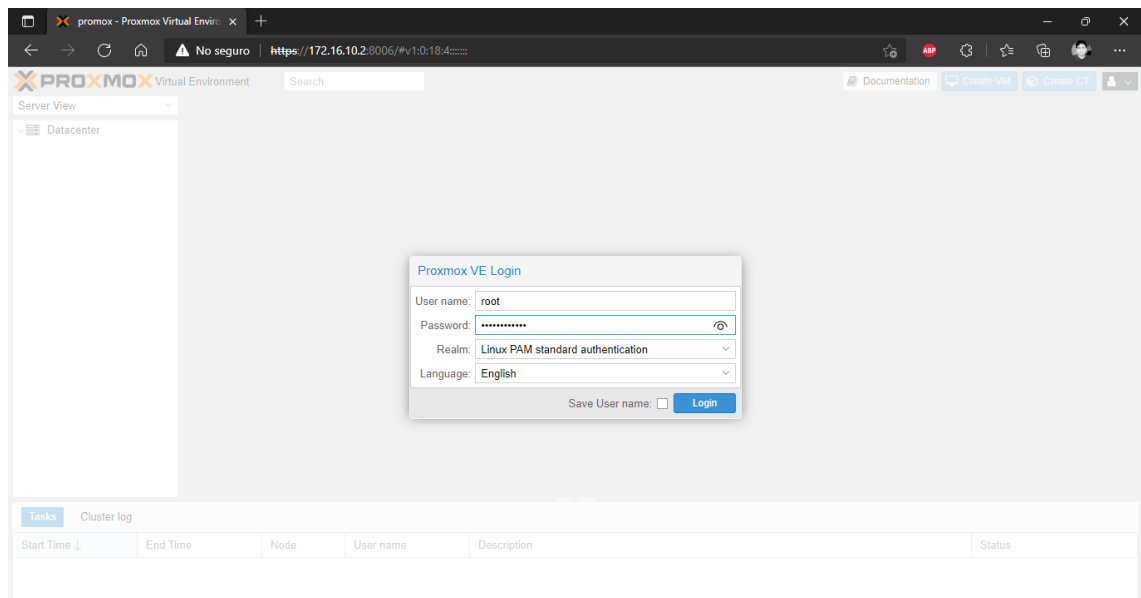 promox - Proxmox Virtual Enviro
No seguro https://172.16.10.2:8006/#v1:0:18:4:::::::
ABP
PROXMOX Virtual Environment Search Documentation Create VM Create CT
Server View
Datacenter
Proxmox VE Login
User name: root
Password: ••••••••••••
Realm: Linux PAM standard authentication
Language: English
Save User name: Login
Tasks Cluster log
Start Time End Time Node User name Description Status